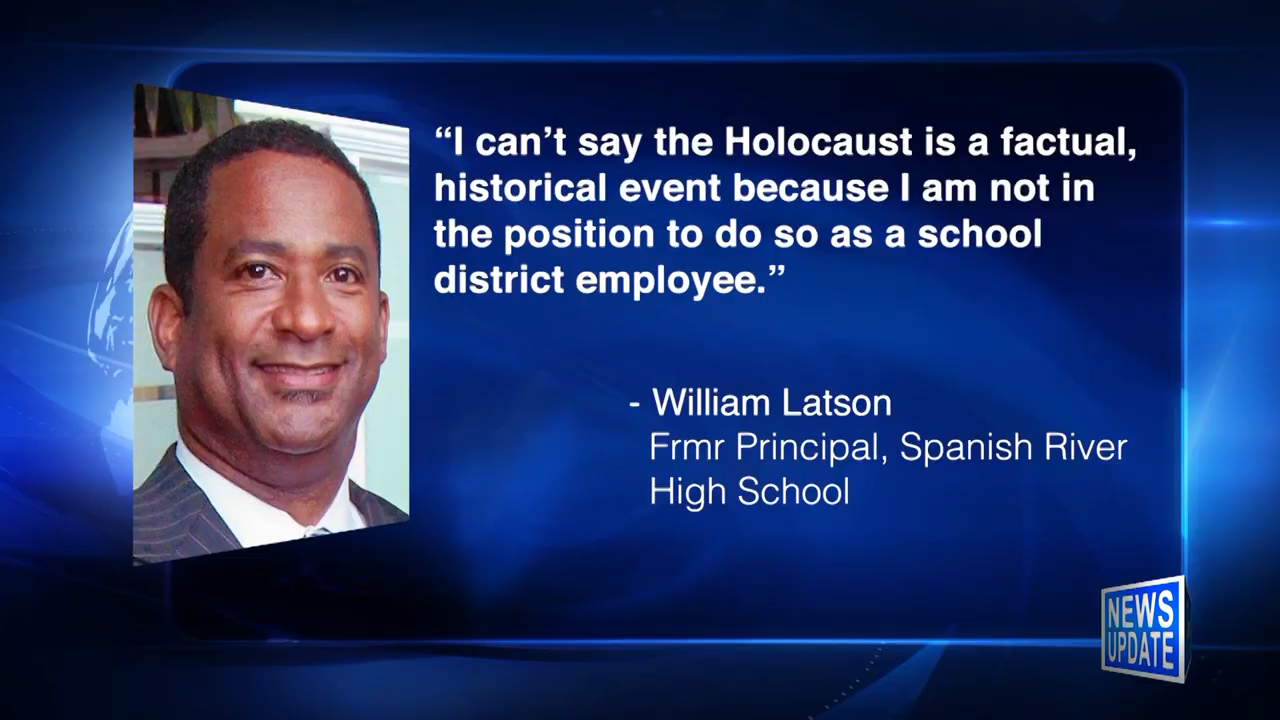 “I can’t say the Holocaust is a factual,
historical event because I am not in
the position to do so as a school
district employee.”
- William Latson
Frmr Principal, Spanish River
High School
NEWS
UPDATE